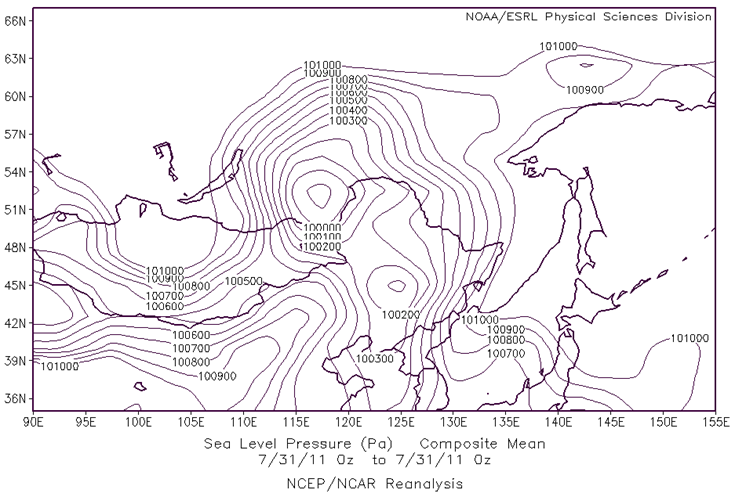 NOAA/ESRL Physical Sciences Division
66N
63N
60N
57N
54N
51N
48N
45N
42N
39N
36N
101000
100900
100800
100700
100600
100500
100400
100300
101000
100900
100000
100100
100200
101000
100900
100800
100700
100600
100500
100200
100600
100700
100800
100900
101000
100300
101000
100900
100800
100700
101000
90E 95E 100E 105E 110E 115E 120E 125E 130E 135E 140E 145E 150E 155E
Sea Level Pressure (Pa) Composite Mean
7/31/11 0z to 7/31/11 0z
NCEP/NCAR Reanalysis